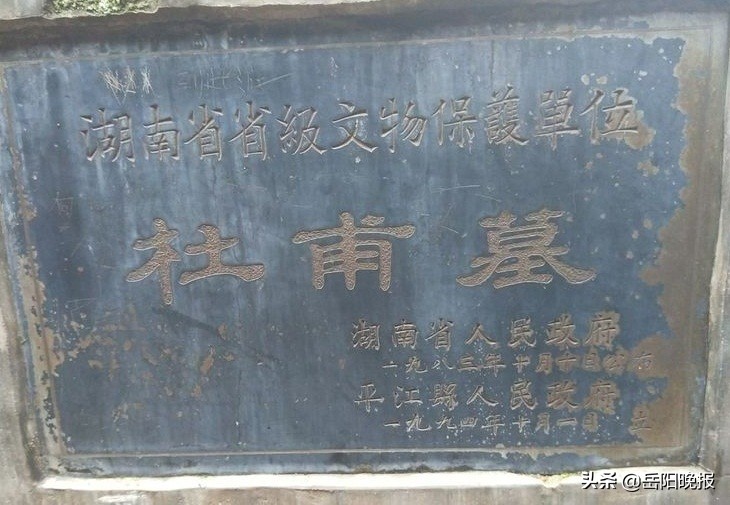 湖南省省級文物保護單位
杜甫墓
湖南省人民政府
一九八三年十月十日公布
平江縣人民政府
一九九四年十月一日 立
头条 @岳阳晚报